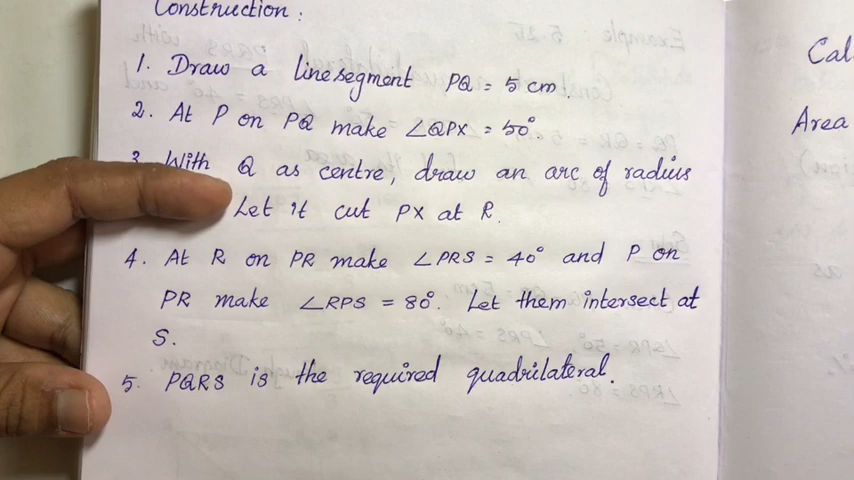 Construction :
1. Draw a line segment PQ = 5 cm.
2. At P on PQ make ∠QPX = 50°
3. With Q as centre, draw an arc of radius
Let it cut PX at R.
4. At R on PR make ∠PRS = 40° and P on
PR make ∠RPS = 80°. Let them intersect at
S.
5. PQRS is the required quadrilateral.
Cal
Area